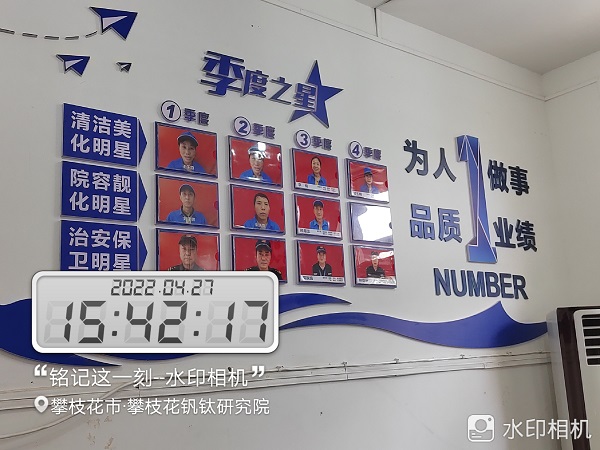 季度之星
1季度
2季度
3季度
4季度
清洁美
化明星
院容靓
化明星
治安保
卫明星
为人
品质
1
做事
业绩
NUMBER
2022.04.27
15:42:17
“铭记这一刻--水印相机”
攀枝花市·攀枝花钒钛研究院
水印相机